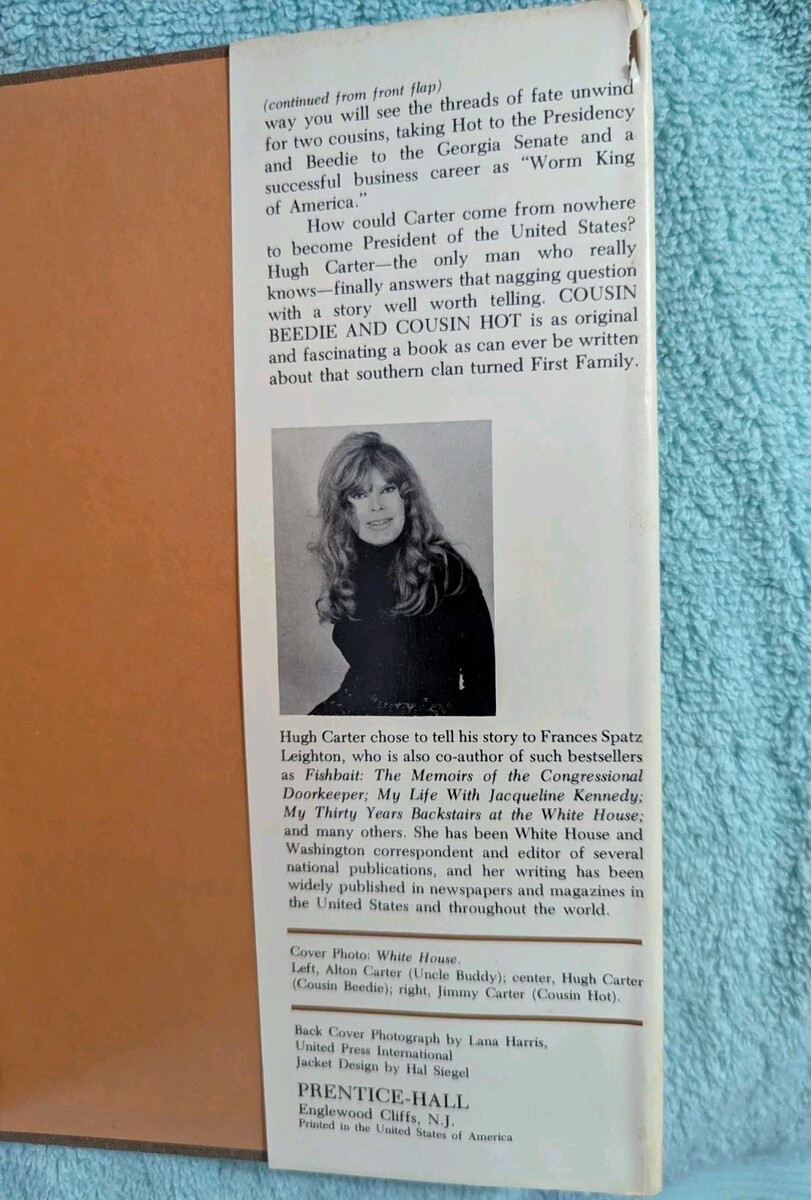 (continued from front flap)
way you will see the threads of fate unwind
for two cousins, taking Hot to the Presidency
and Beedie to the Georgia Senate and a
successful business career as “Worm King
of America.”
How could Carter come from nowhere
to become President of the United States?
Hugh Carter—the only man who really
knows—finally answers that nagging question
with a story well worth telling. COUSIN
BEEDIE AND COUSIN HOT is as original
and fascinating a book as can ever be written
about that southern clan turned First Family.
Hugh Carter chose to tell his story to Frances Spatz
Leighton, who is also co-author of such bestsellers
as Fishbait: The Memoirs of the Congressional
Doorkeeper; My Life With Jacqueline Kennedy;
My Thirty Years Backstairs at the White House;
and many others. She has been White House and
Washington correspondent and editor of several
national publications, and her writing has been
widely published in newspapers and magazines in
the United States and throughout the world.
Cover Photo: White House.
Left, Alton Carter (Uncle Buddy); center, Hugh Carter
(Cousin Beedie); right, Jimmy Carter (Cousin Hot).
Back Cover Photograph by Lana Harris,
United Press International
Jacket Design by Hal Siegel
PRENTICE-HALL
Englewood Cliffs, N.J.
Printed in the United States of America